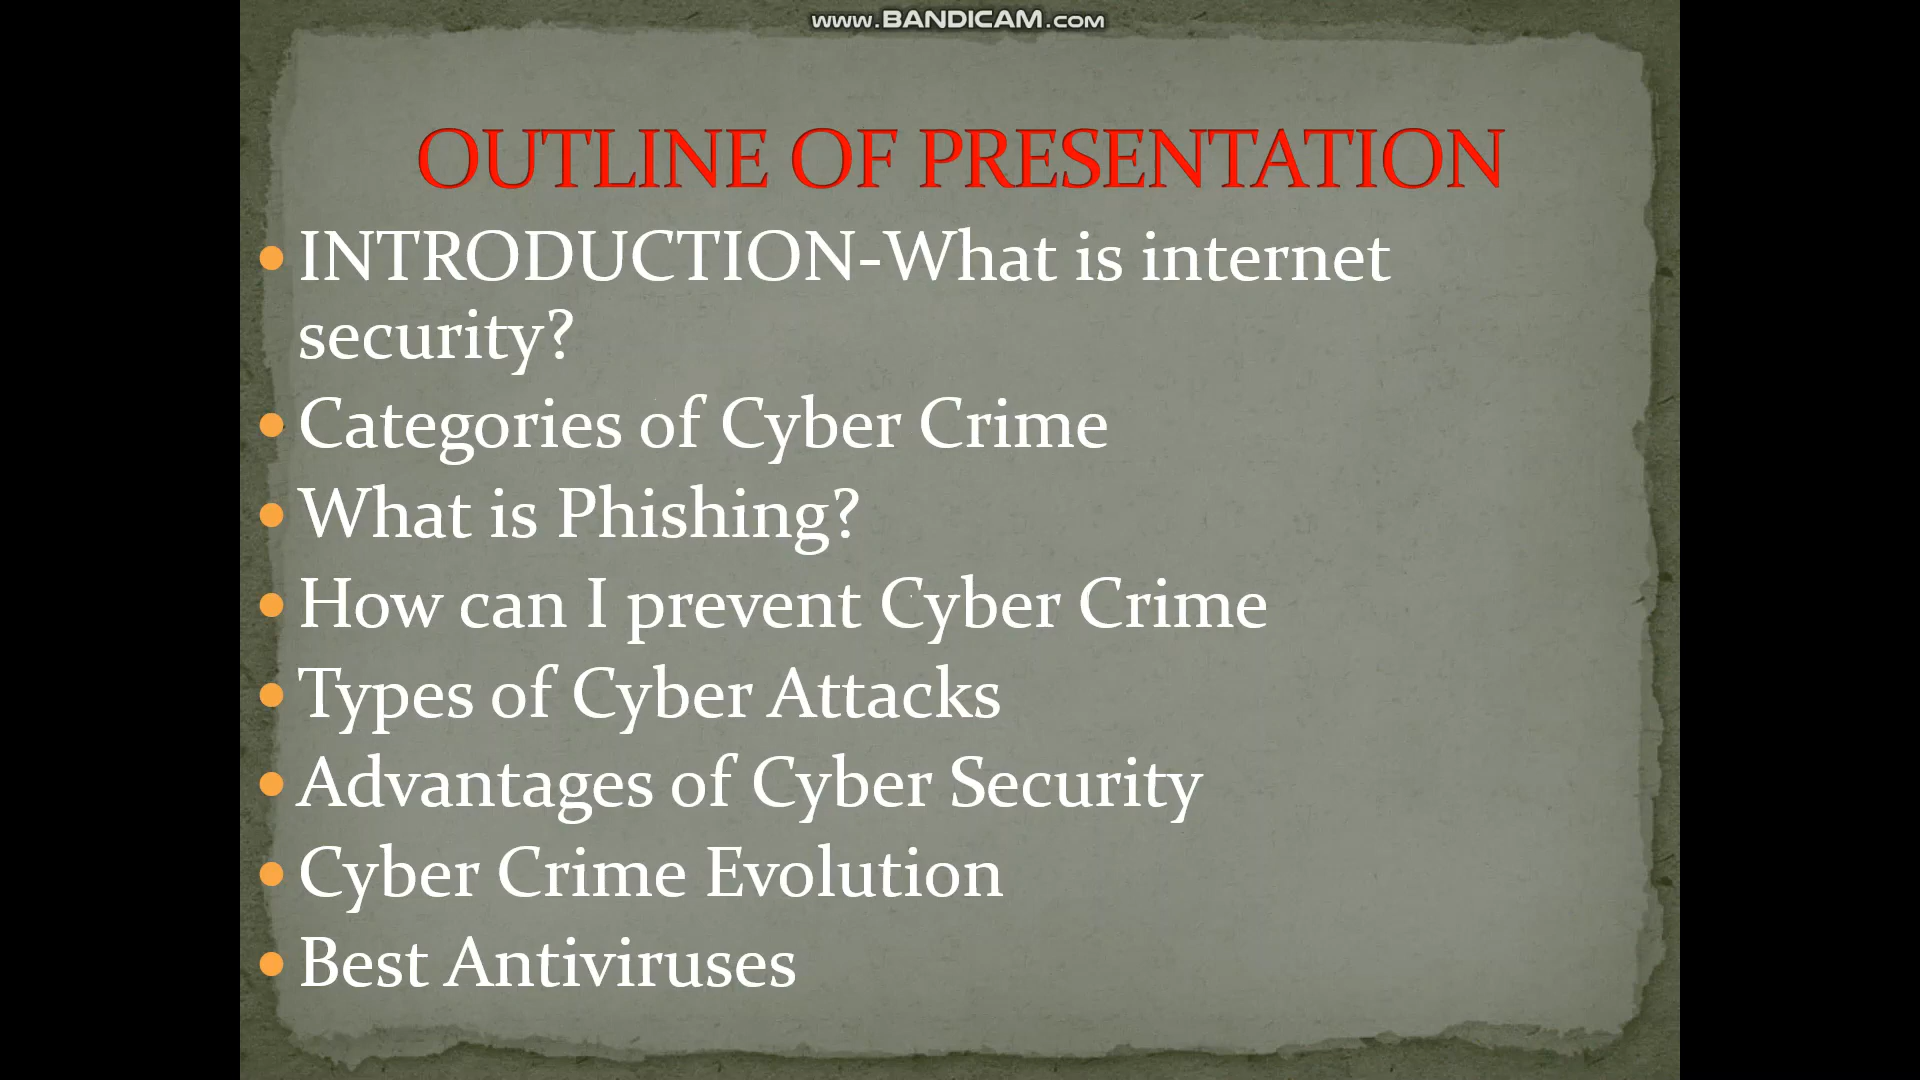 www.BANDICAM.com
OUTLINE OF PRESENTATION
INTRODUCTION-What is internet
security?
Categories of Cyber Crime
What is Phishing?
How can I prevent Cyber Crime
Types of Cyber Attacks
Advantages of Cyber Security
Cyber Crime Evolution
Best Antiviruses